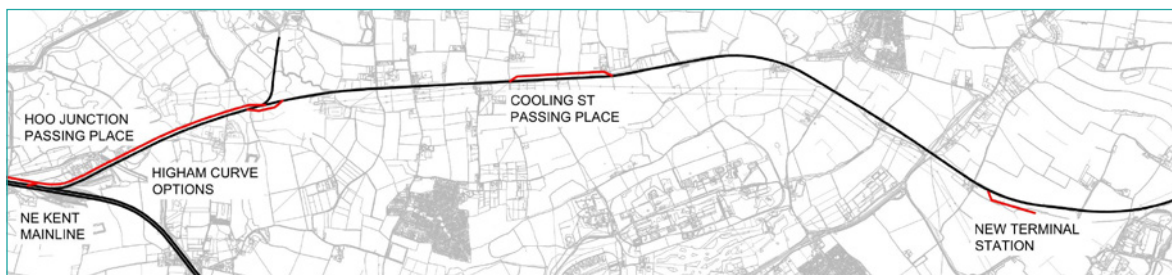 HOO JUNCTION
PASSING PLACE
HIGHAM CURVE
OPTIONS
NE KENT
MAINLINE
COOLING ST
PASSING PLACE
NEW TERMINAL
STATION